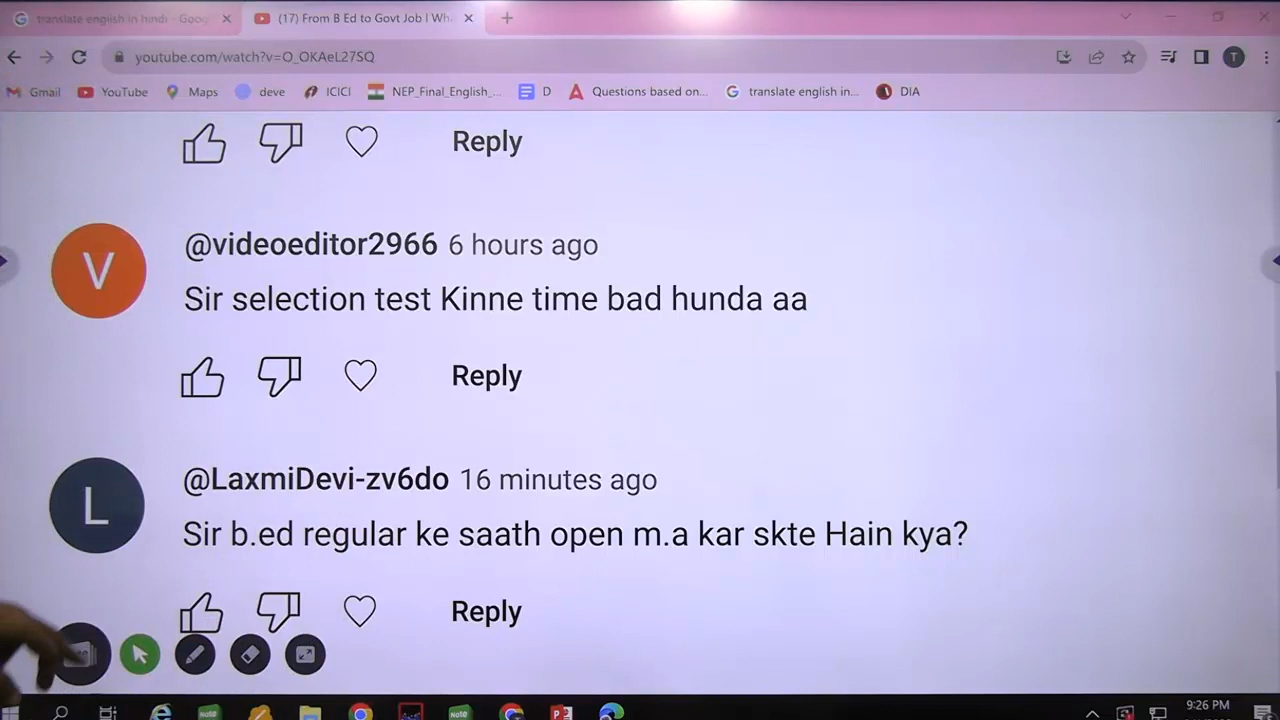 translate english in hindi - Goog
(17) From B Ed to Govt Job I Wh
youtube.com/watch?v=O_OKAeL27SQ
T
Gmail YouTube Maps deve ICICI NEP_Final_English_... D Questions based on... translate english in... DIA
Reply
V
@videoeditor2966 6 hours ago
Sir selection test Kinne time bad hunda aa
Reply
L
@LaxmiDevi-zv6do 16 minutes ago
Sir b.ed regular ke saath open m.a kar skte Hain kya?
Reply
9:26 PM